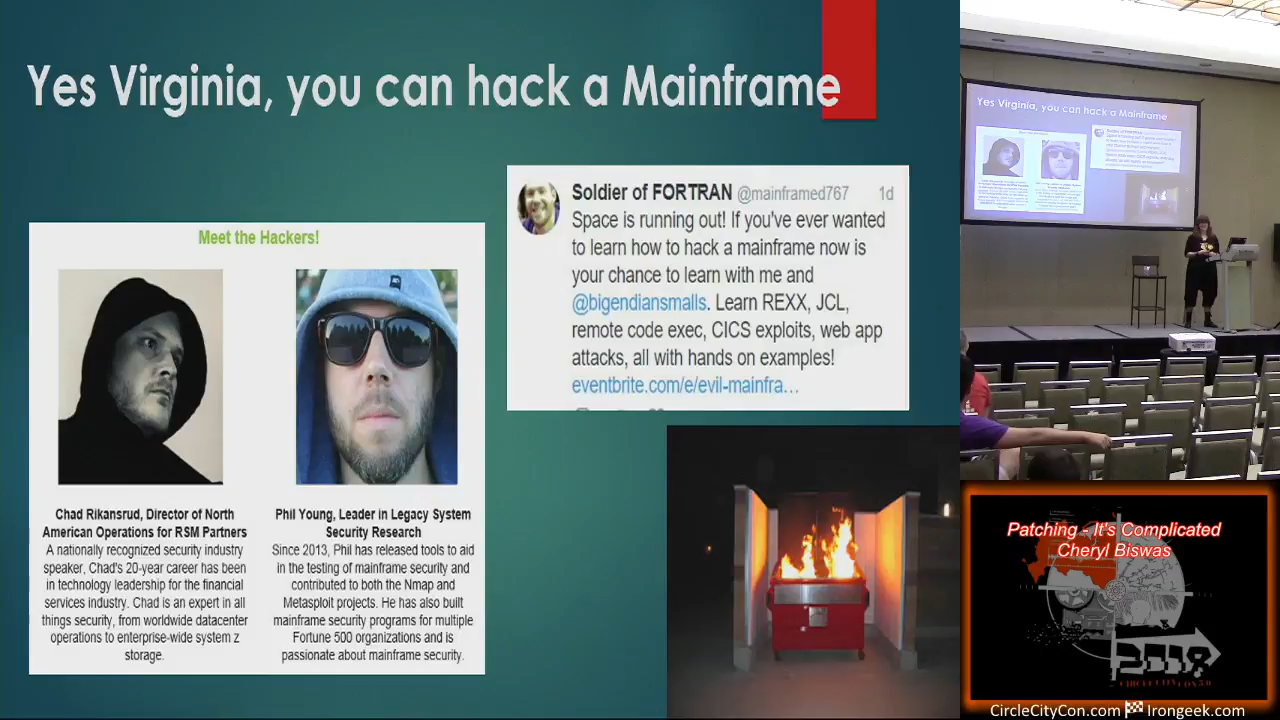 Yes Virginia, you can hack a Mainframe
Meet the Hackers!
Chad Rikansrud, Director of North
American Operations for RSM Partners
A nationally recognized security industry
speaker, Chad's 20-year career has been
in technology leadership for the financial
services industry. Chad is an expert in all
things security, from worldwide datacenter
operations to enterprise-wide system z
storage.
Phil Young, Leader in Legacy System
Security Research
Since 2013, Phil has released tools to aid
in the testing of mainframe security and
contributed to both the Nmap and
Metasploit projects. He has also built
mainframe security programs for multiple
Fortune 500 organizations and is
passionate about mainframe security.
Soldier of FORTRAN @mainframed767 1d
Space is running out! If you've ever wanted
to learn how to hack a mainframe now is
your chance to learn with me and
@bigendiansmalls. Learn REXX, JCL,
remote code exec, CICS exploits, web app
attacks, all with hands on examples!
eventbrite.com/e/evil-mainfra…
Yes Virginia, you can hack a Mainframe
Patching - It's Complicated
Cheryl Biswas
2018
CIRCLECITYCON 5.0
CircleCityCon.com Irongeek.com